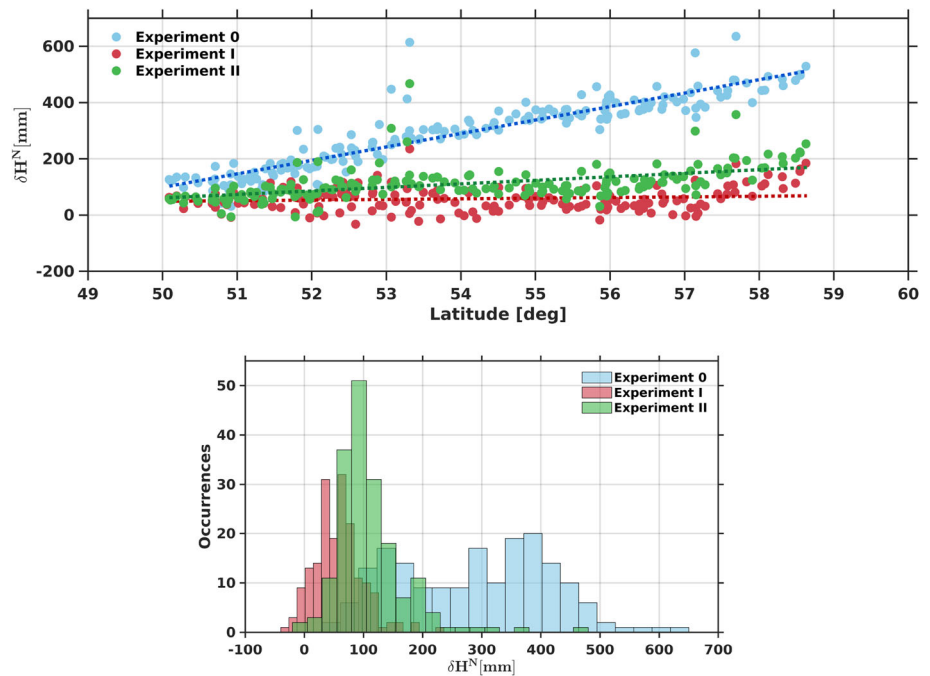 600
400
200
0
-200
δHᴺ[mm]
Experiment 0
Experiment I
Experiment II
49 50 51 52 53 54 55 56 57 58 59 60
Latitude [deg]
50
40
30
20
10
0
Occurrences
Experiment 0
Experiment I
Experiment II
-100 0 100 200 300 400 500 600 700
δHᴺ[mm]